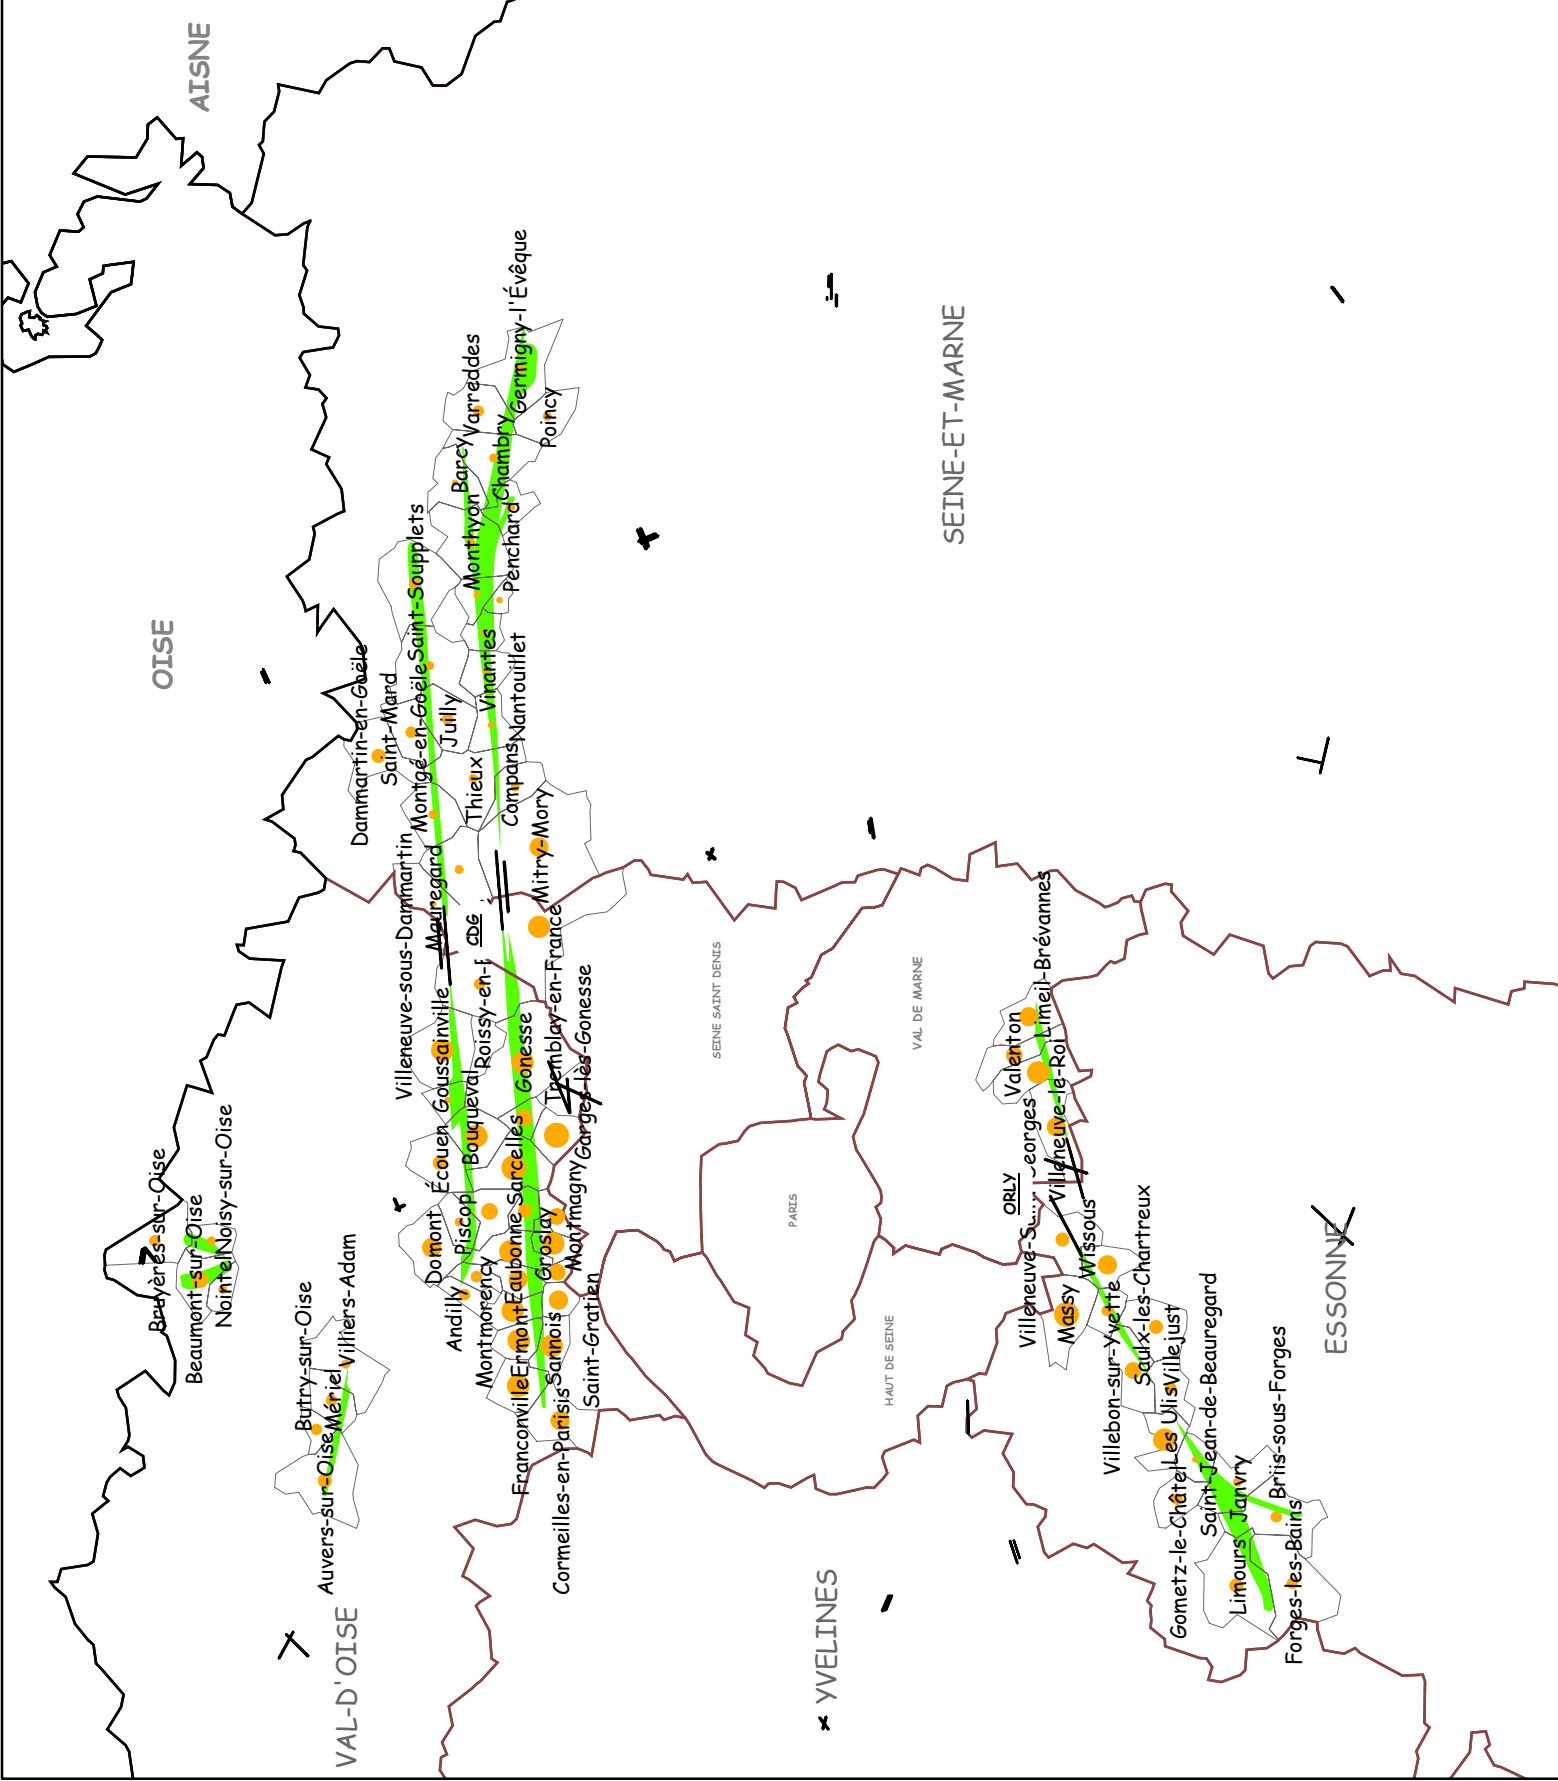 AISNE
OISE
VAL-D'OISE
SEINE-ET-MARNE
YVELINES
ESSONNE
SEINE SAINT DENIS
VAL DE MARNE
PARIS
HAUT DE SEINE
Bruyères-sur-Oise
Beaumont-sur-Oise
Nointel
Noisy-sur-Oise
Butry-sur-Oise
Auvers-sur-Oise
Mériel
Villiers-Adam
Dammartin-en-Goële
Saint-Mard
Montgé-en-Goële
Saint-Soupplets
Juilly
Villeneuve-sous-Dammartin
Mauregard
Thieux
Compans
Nantouillet
Vinantes
Monthyon
Penchard
Barcy
Chambry
Varreddes
Germigny-l'Évêque
Poincy
Mitry-Mory
CDG
Roissy-en-F
Tremblay-en-France
Goussainville
Gonesse
Garges-lès-Gonesse
Bouqueval
Écouen
Sarcelles
Domont
Piscop
Andilly
Montmorency
Eaubonne
Groslay
Montmagny
Ermont
Sannois
Saint-Gratien
Franconville
Cormeilles-en-Parisis
Limeil-Brévannes
Valenton
Villeneuve-le-Roi
Villeneuve-Sai
eorges
ORLY
Wissous
Massy
Saulx-les-Chartreux
Villebon-sur-Yvette
Villejust
Les Ulis
Saint-Jean-de-Beauregard
Gometz-le-Châtel
Janvry
Limours
Briis-sous-Forges
Forges-les-Bains